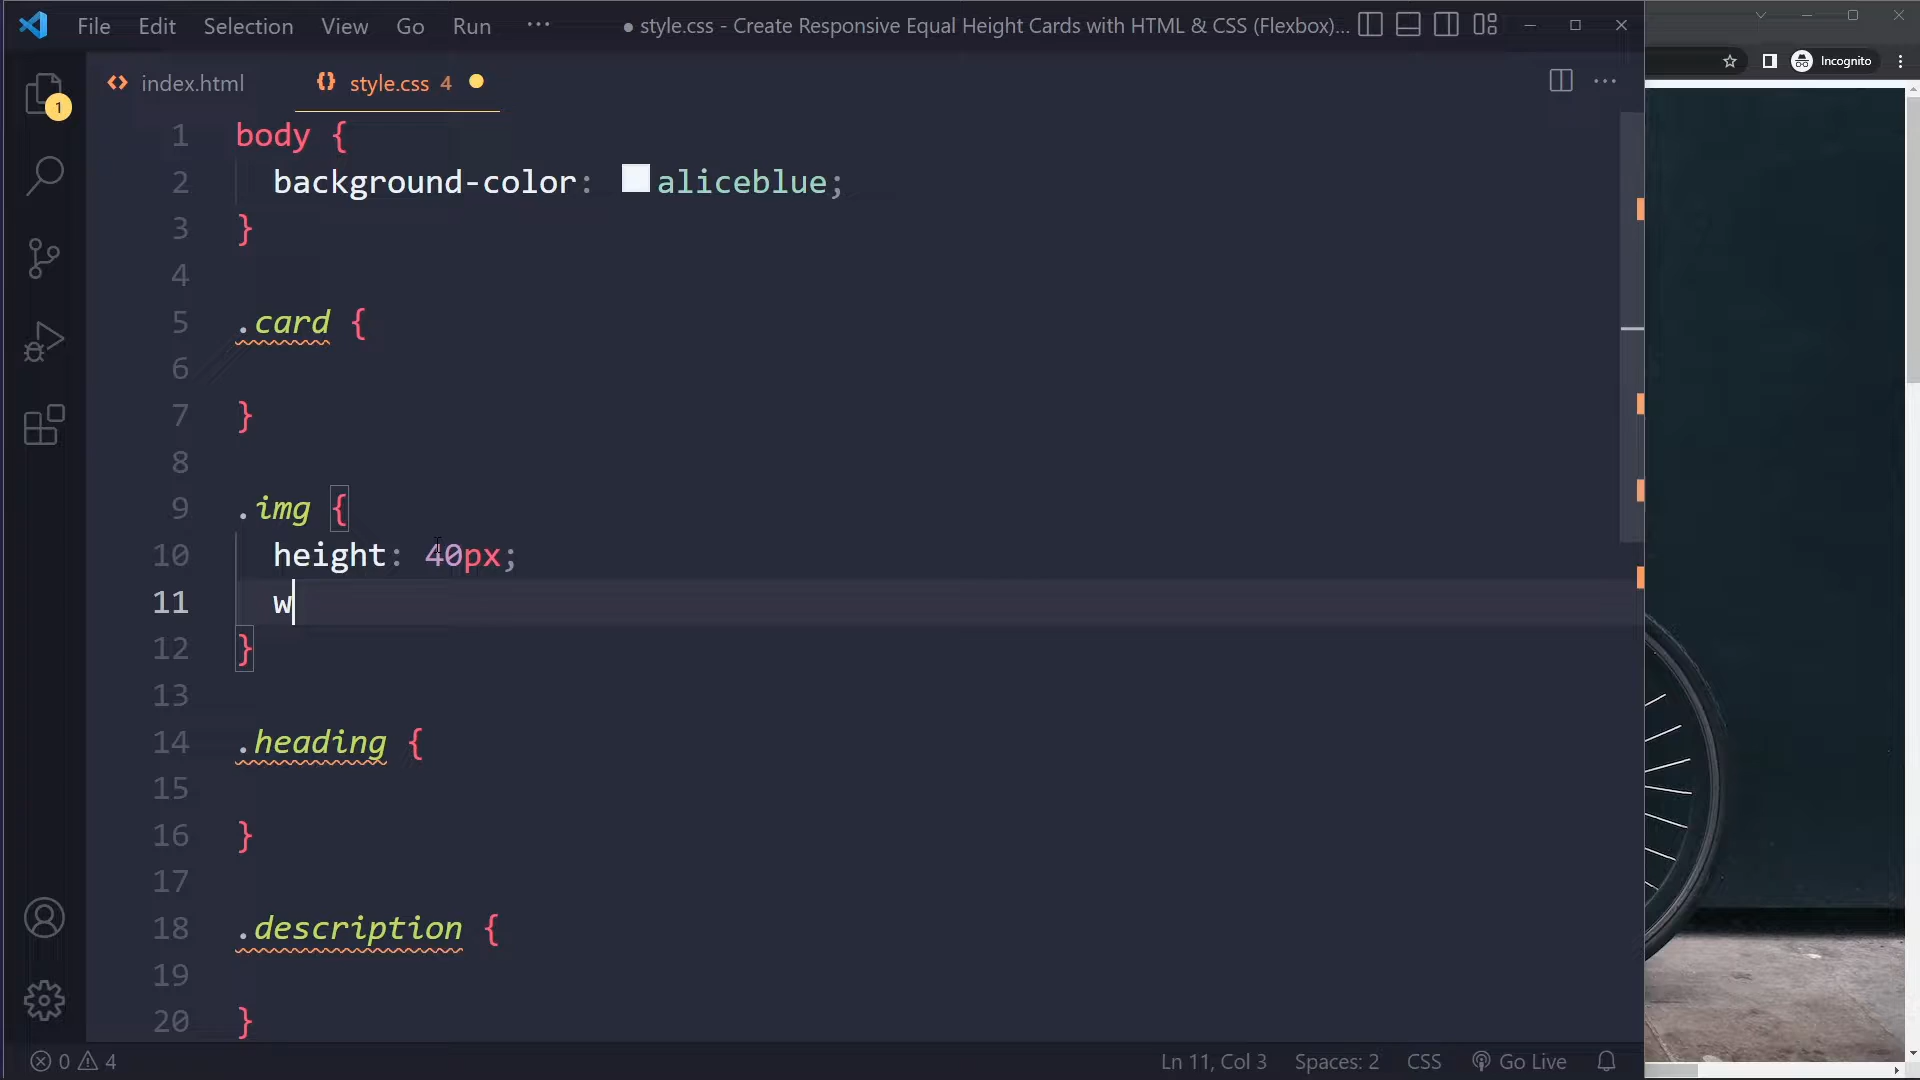 File Edit Selection View Go Run ··· ● style.css - Create Responsive Equal Height Cards with HTML & CSS (Flexbox)...
Incognito
index.html {} style.css 4
1
1 body {
2 background-color: aliceblue;
3 }
4
5 .card {
6
7 }
8
9 .img {
10 height: 40px;
11 w
12 }
13
14 .heading {
15
16 }
17
18 .description {
19
20 }
0 4 Ln 11, Col 3 Spaces: 2 CSS Go Live